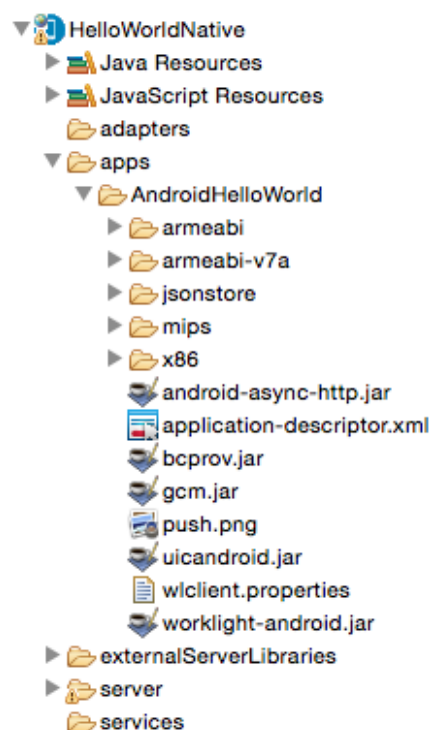 HelloWorldNative
Java Resources
JavaScript Resources
adapters
apps
AndroidHelloWorld
armeabi
armeabi-v7a
jsonstore
mips
x86
android-async-http.jar
application-descriptor.xml
bcprov.jar
gcm.jar
push.png
uicandroid.jar
wlclient.properties
worklight-android.jar
externalServerLibraries
server
services